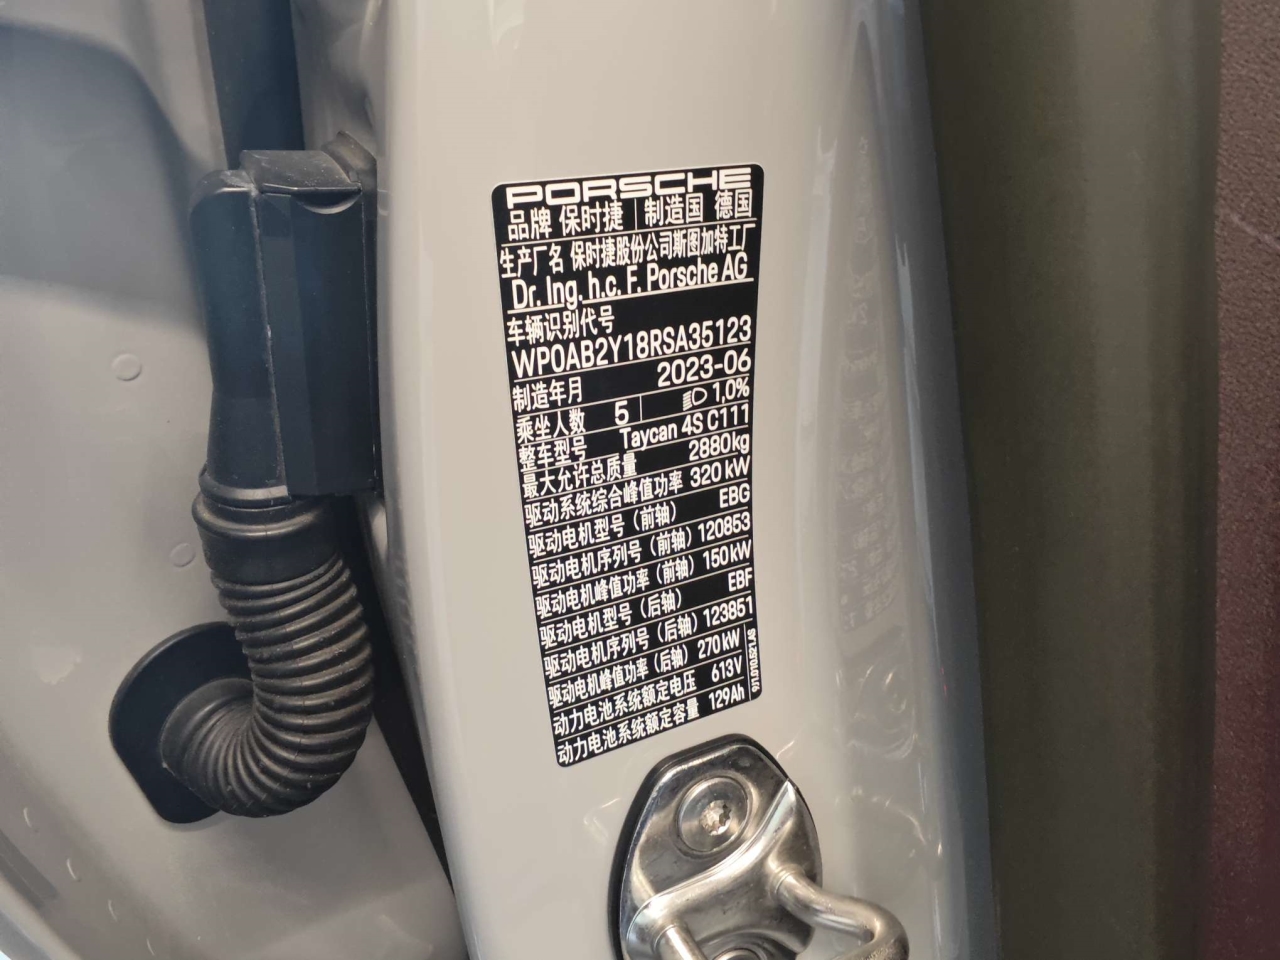 PORSCHE
品牌 保时捷 制造国 德国
生产厂名 保时捷股份公司斯图加特工厂
Dr. Ing. h.c. F. Porsche AG
车辆识别代号
WP0AB2Y18RSA35123
制造年月 2023-06
乘坐人数 5 1,0%
整车型号 Taycan 4S C111
最大允许总质量 2880kg
驱动系统综合峰值功率 320 kW
驱动电机型号（前轴） EBG
驱动电机序列号（前轴） 120853
驱动电机峰值功率（前轴） 150kW
驱动电机型号（后轴） EBF
驱动电机序列号（后轴） 123851
驱动电机峰值功率（后轴） 270 kW
动力电池系统额定电压 613V
动力电池系统额定容量 129Ah